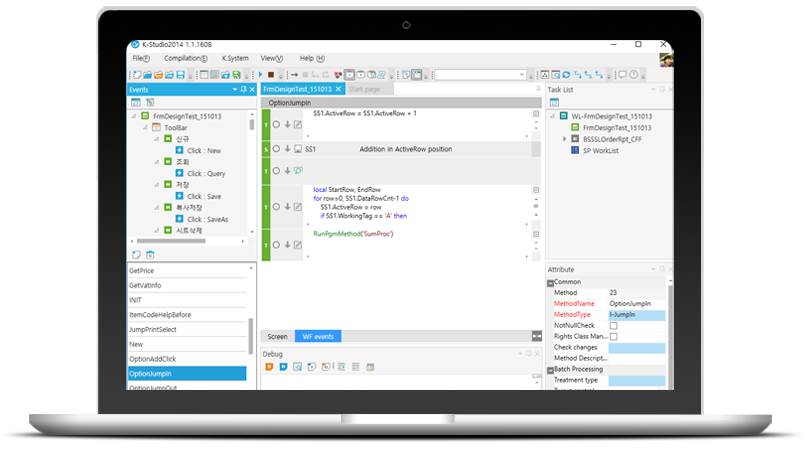 K-Studio2014 1.1.1608
File(F) Compilation(S) K.System View(V) Help (H)
Events
FrmDesignTest_151013
ToolBar
신규
Click : New
조회
Click : Query
저장
Click : Save
복사저장
Click : SaveAs
시트삭제
GetPrice
GetVatInfo
INIT
ItemCodeHelpBefore
JumpPrintSelect
New
OptionAddClick
OptionJumpIn
OptionJumpOut
FrmDesignTest_151013 Start page
OptionJumpIn
T SS1.ActiveRow = SS1.ActiveRow + 1
S SS1 Addition in ActiveRow position
T
local StartRow, EndRow
for row=0, SS1.DataRowCnt-1 do
T SS1.ActiveRow = row
if SS1.WorkingTag == 'A' then
RunPgmMethod('SumProc')
T
Screen WF events
Debug
Task List
WL-FrmDesignTest_151013
FrmDesignTest_151013
BSSSLOrderRpt_CFF
SP WorkList
Attribute
Common
Method 23
MethodName OptionJumpIn
MethodType I-JumpIn
NotNullCheck
Rights Class Man...
Check changes
Method Descript...
Batch Processing
Treatment type